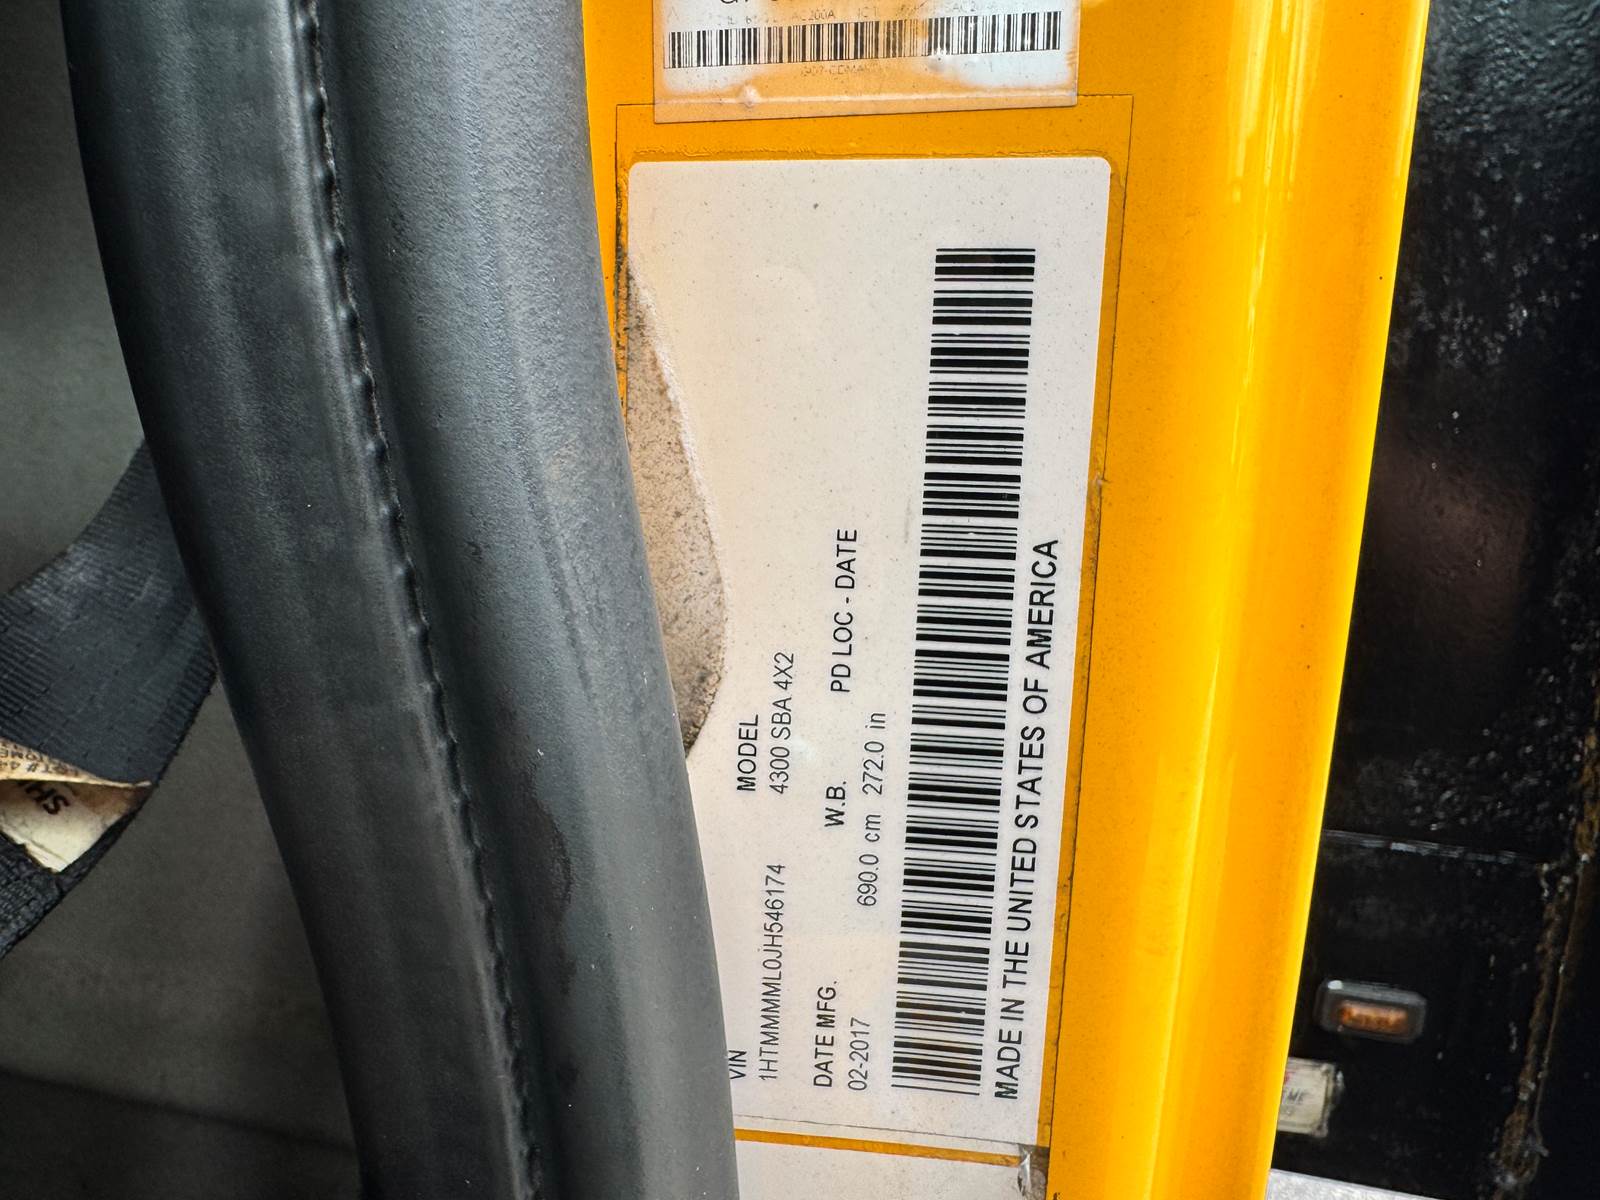 VIN
1HTMMMML0JH546174
MODEL
4300 SBA 4X2
DATE MFG.
02-2017
W.B.
690.0 cm 272.0 in
PD LOC - DATE
MADE IN THE UNITED STATES OF AMERICA
SHI